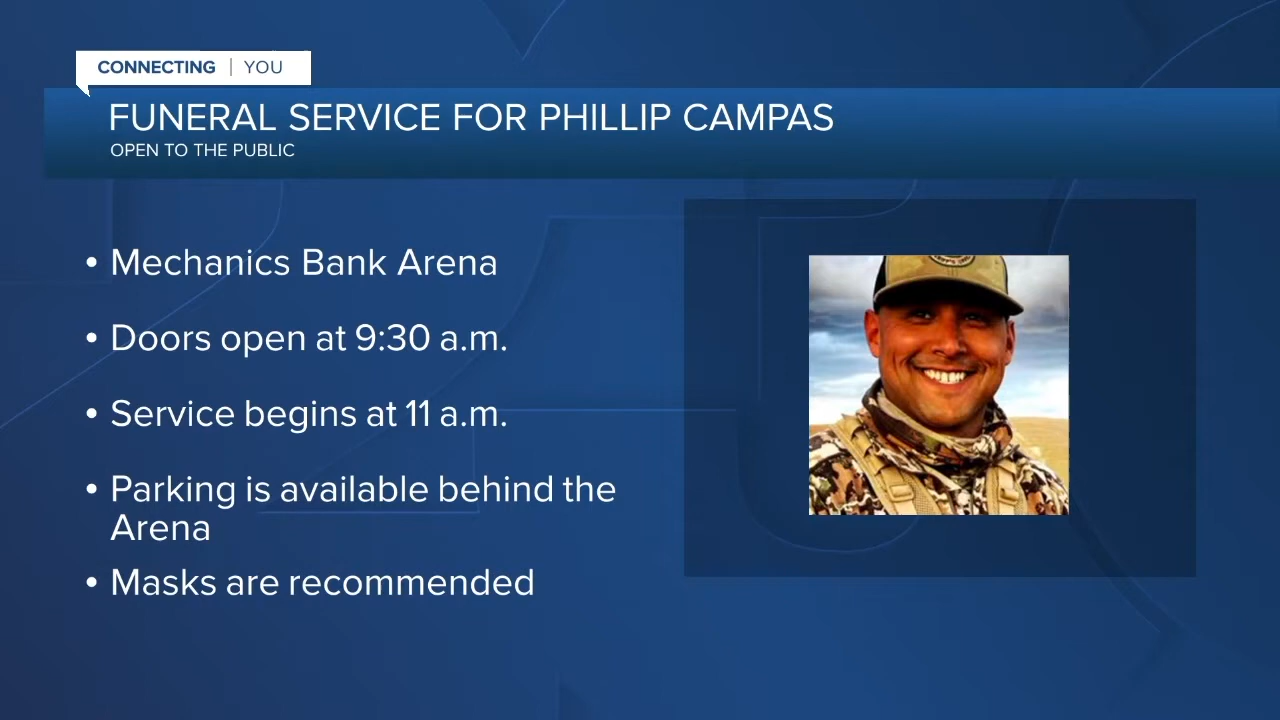 CONNECTING | YOU
FUNERAL SERVICE FOR PHILLIP CAMPAS
OPEN TO THE PUBLIC
• Mechanics Bank Arena
• Doors open at 9:30 a.m.
• Service begins at 11 a.m.
• Parking is available behind the
Arena
• Masks are recommended